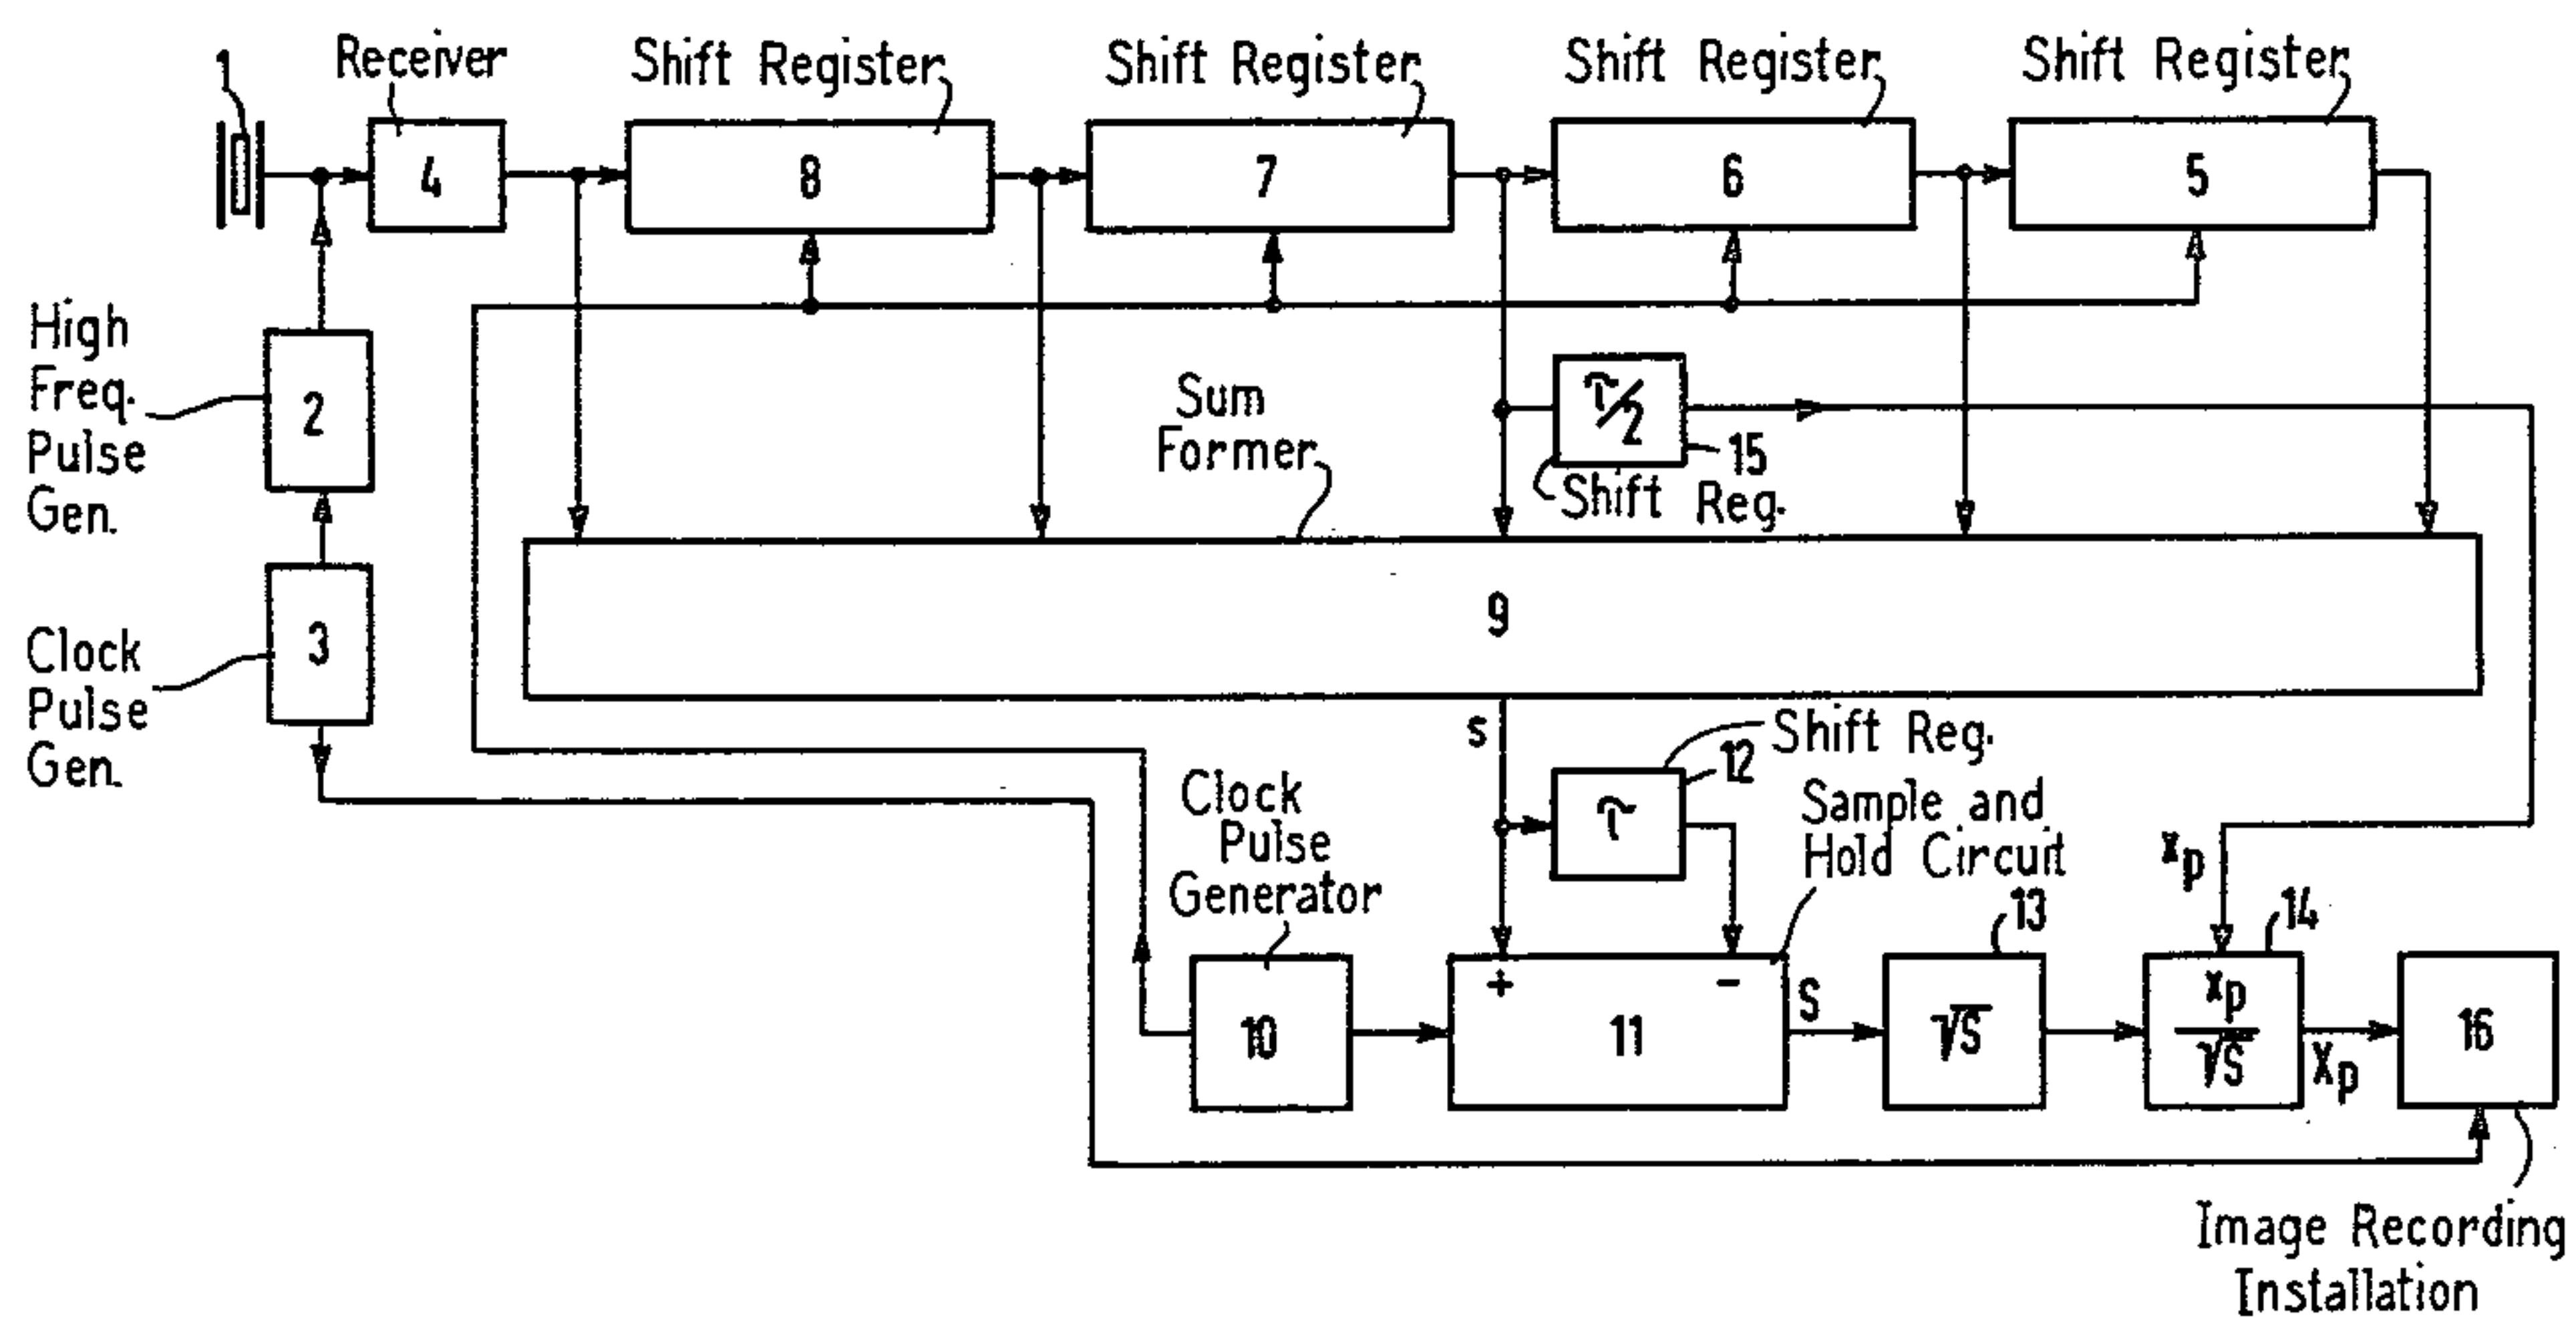 1
Receiver
Shift Register
Shift Register
Shift Register
Shift Register
4
8
7
6
5
High
Freq.
Pulse
Gen.
2
Sum
Former
τ/2
15
Shift Reg.
9
Clock
Pulse
Gen.
3
s
Shift Reg.
12
τ
Clock
Pulse
Generator
Sample and
Hold Circuit
xp
13
14
10
+
-
11
S
√S
xp
√S
Xp
16
Image Recording
Installation